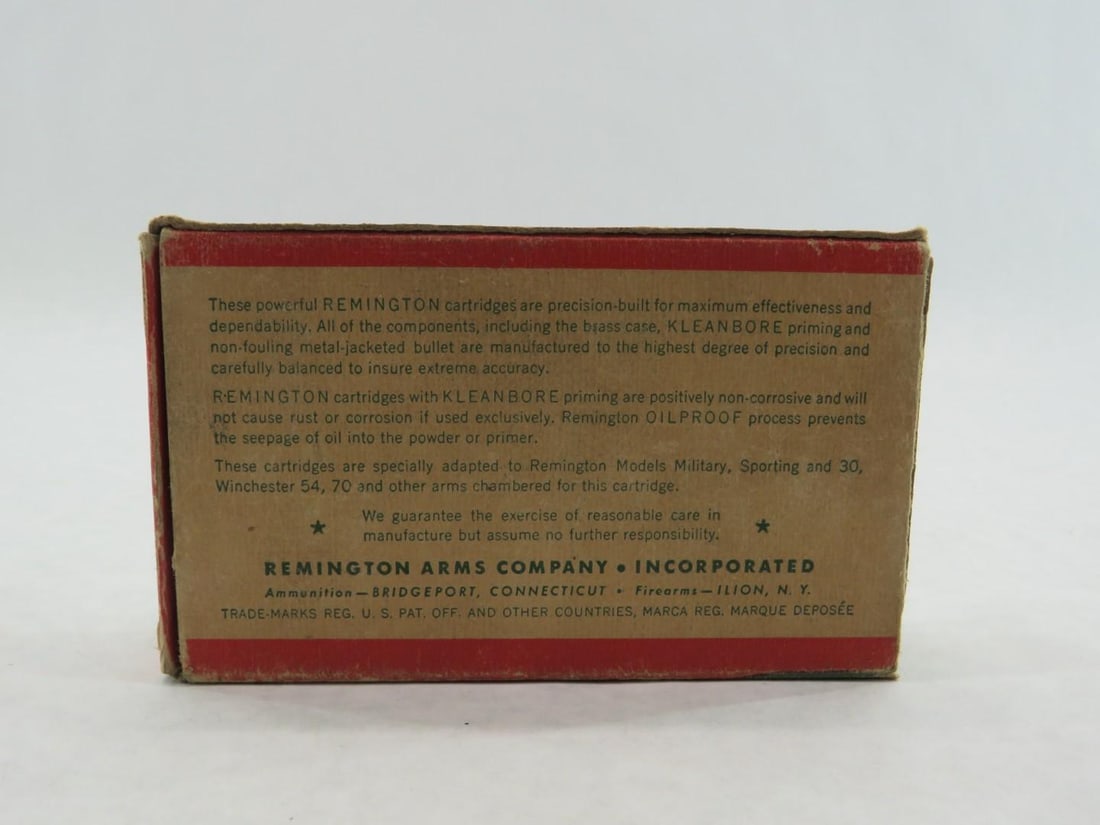 These powerful REMINGTON cartridges are precision-built for maximum effectiveness and
dependability. All of the components, including the brass case, KLEANBORE priming and
non-fouling metal-jacketed bullet are manufactured to the highest degree of precision and
carefully balanced to insure extreme accuracy.
REMINGTON cartridges with KLEANBORE priming are positively non-corrosive and will
not cause rust or corrosion if used exclusively. Remington OILPROOF process prevents
the seepage of oil into the powder or primer.
These cartridges are specially adapted to Remington Models Military, Sporting and 30,
Winchester 54, 70 and other arms chambered for this cartridge.
We guarantee the exercise of reasonable care in
manufacture but assume no further responsibility.
REMINGTON ARMS COMPANY • INCORPORATED
Ammunition—BRIDGEPORT, CONNECTICUT • Firearms—ILION, N. Y.
TRADE-MARKS REG. U. S. PAT. OFF. AND OTHER COUNTRIES, MARCA REG. MARQUE DEPOSÉE